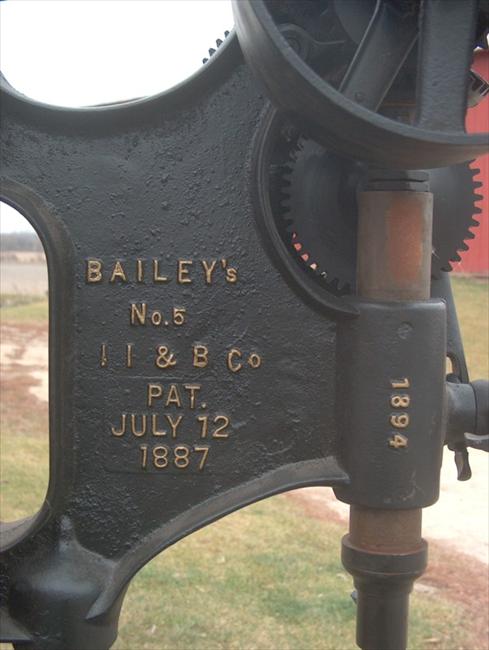 BAILEY's
No.5
I I & B Co
PAT.
JULY 12
1887
1894